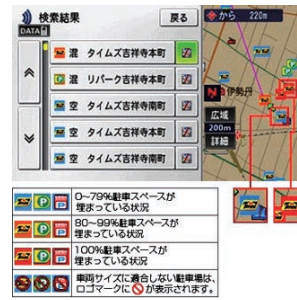 検索結果
戻る
から 220m
DATA
混 タイムズ吉祥寺本町
混 リパーク吉祥寺本町
空 タイムズ吉祥寺南町
空 タイムズ吉祥寺本町
空 タイムズ吉祥寺本町
N
伊勢丹
広域
200m
詳細
0~79%駐車スペースが
埋まっている状況
80~99%駐車スペースが
埋まっている状況
100%駐車スペースが
埋まっている状況
車両サイズに適合しない駐車場は、
ロゴマークに🚫が表示されます。